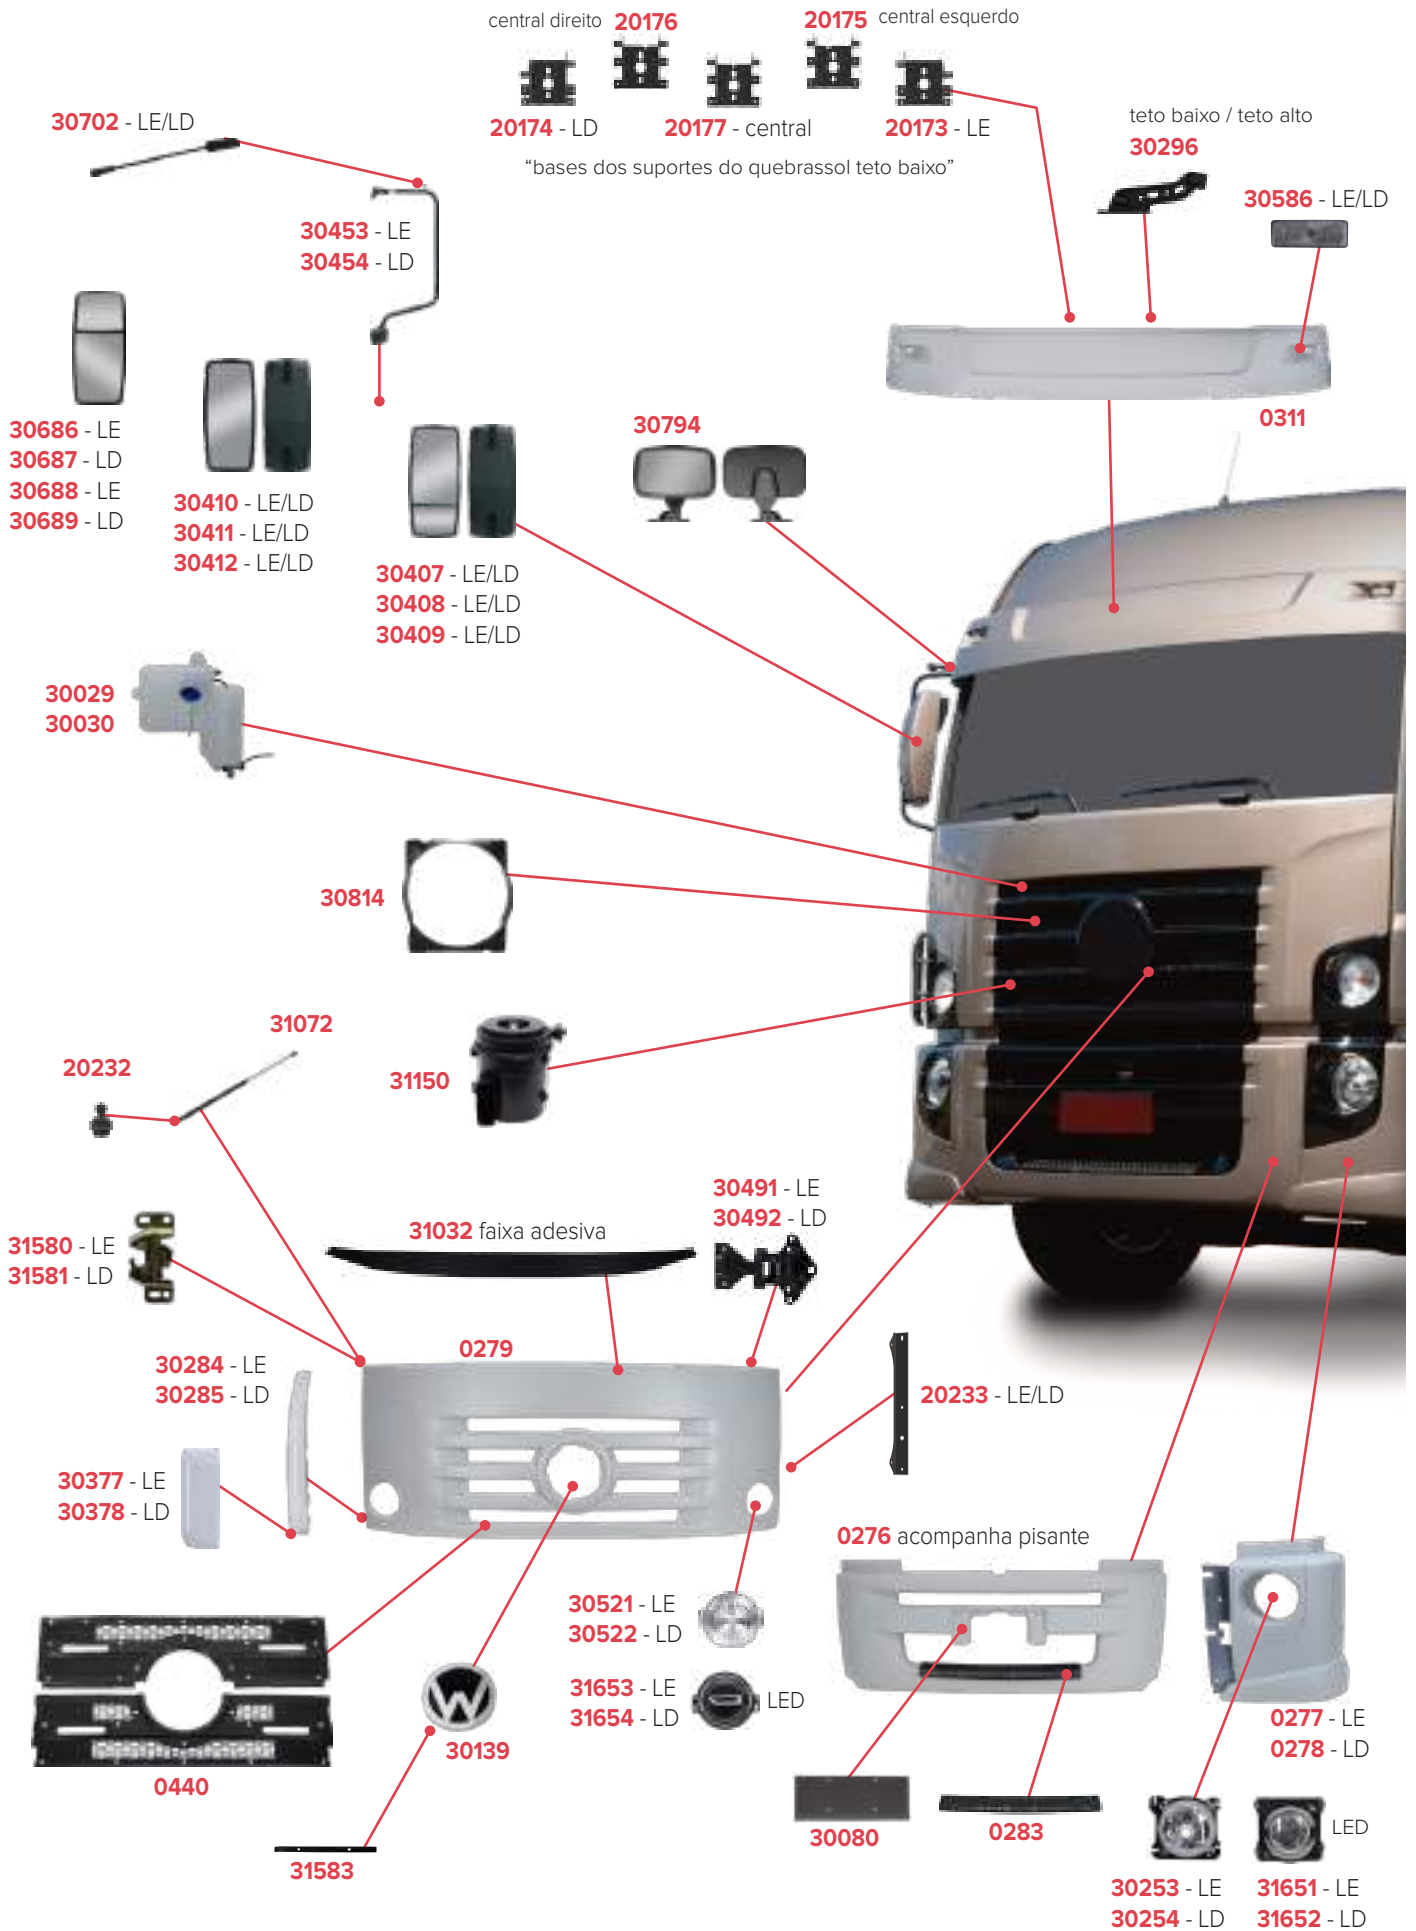 central direito 20176
20175 central esquerdo
20174 - LD
20177 - central
20173 - LE
"bases dos suportes do quebrassol teto baixo"
teto baixo / teto alto
30296
30586 - LE/LD
30702 - LE/LD
30453 - LE
30454 - LD
0311
30686 - LE
30687 - LD
30688 - LE
30689 - LD
30410 - LE/LD
30411 - LE/LD
30412 - LE/LD
30407 - LE/LD
30408 - LE/LD
30409 - LE/LD
30794
30029
30030
30814
31072
20232
31150
30491 - LE
30492 - LD
31032 faixa adesiva
31580 - LE
31581 - LD
0279
30284 - LE
30285 - LD
20233 - LE/LD
30377 - LE
30378 - LD
0276 acompanha pisante
30521 - LE
30522 - LD
31653 - LE
31654 - LD
LED
30139
0440
31583
0277 - LE
0278 - LD
30080
0283
LED
30253 - LE
30254 - LD
31651 - LE
31652 - LD